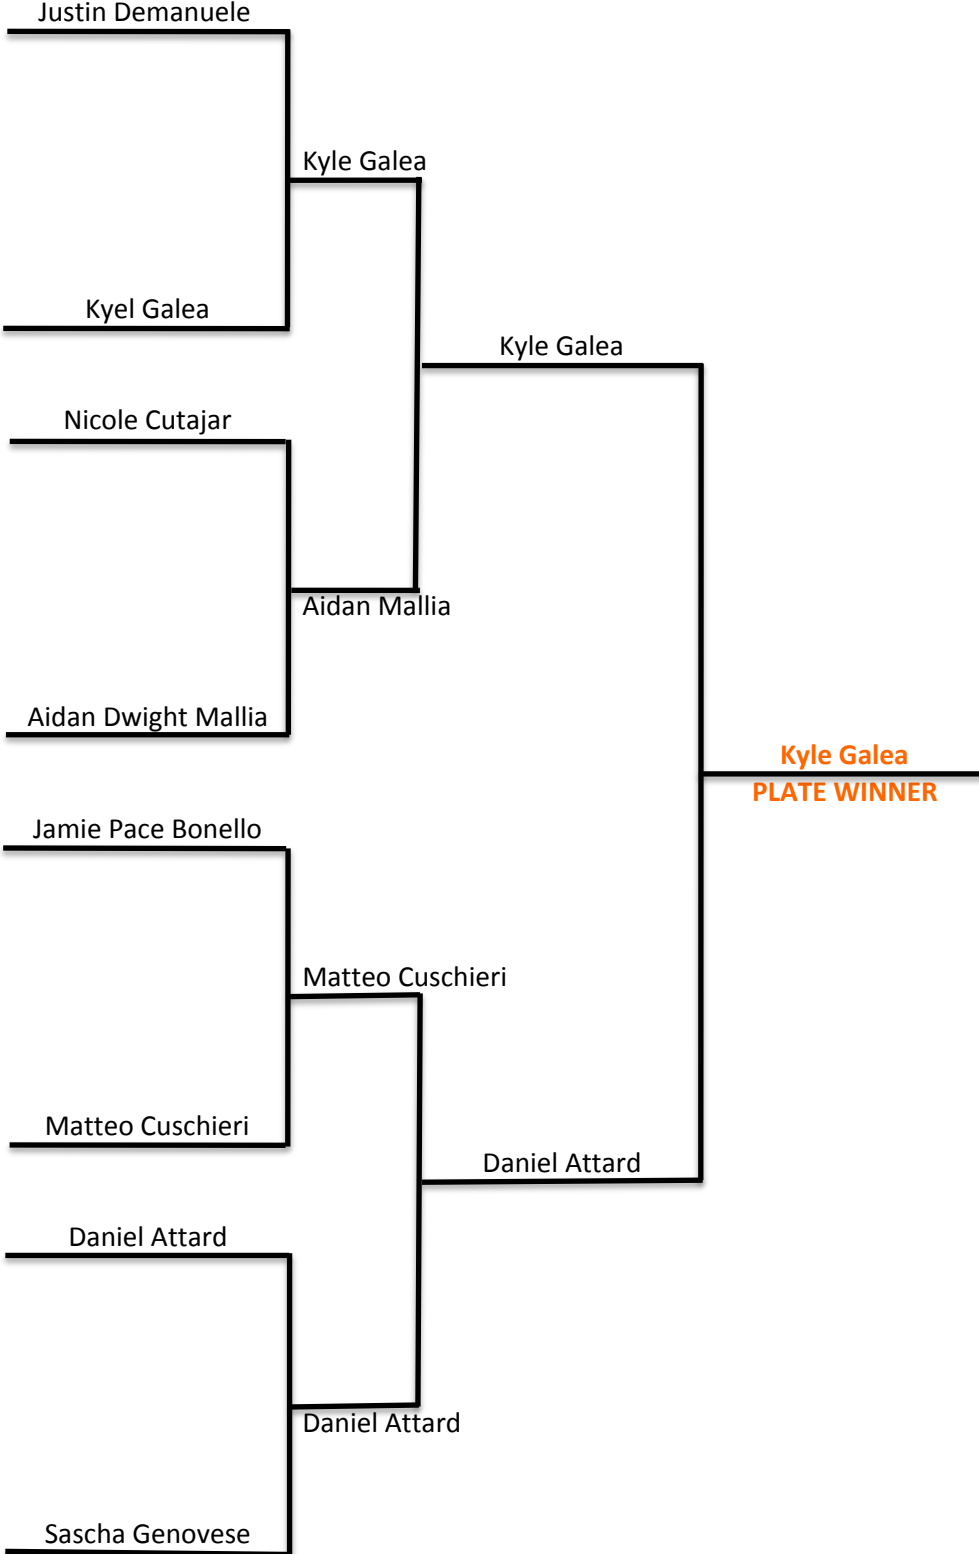 Justin Demanuele
Kyle Galea
Kyel Galea
Kyle Galea
Nicole Cutajar
Aidan Mallia
Aidan Dwight Mallia
Kyle Galea
PLATE WINNER
Jamie Pace Bonello
Matteo Cuschieri
Matteo Cuschieri
Daniel Attard
Daniel Attard
Daniel Attard
Sascha Genovese